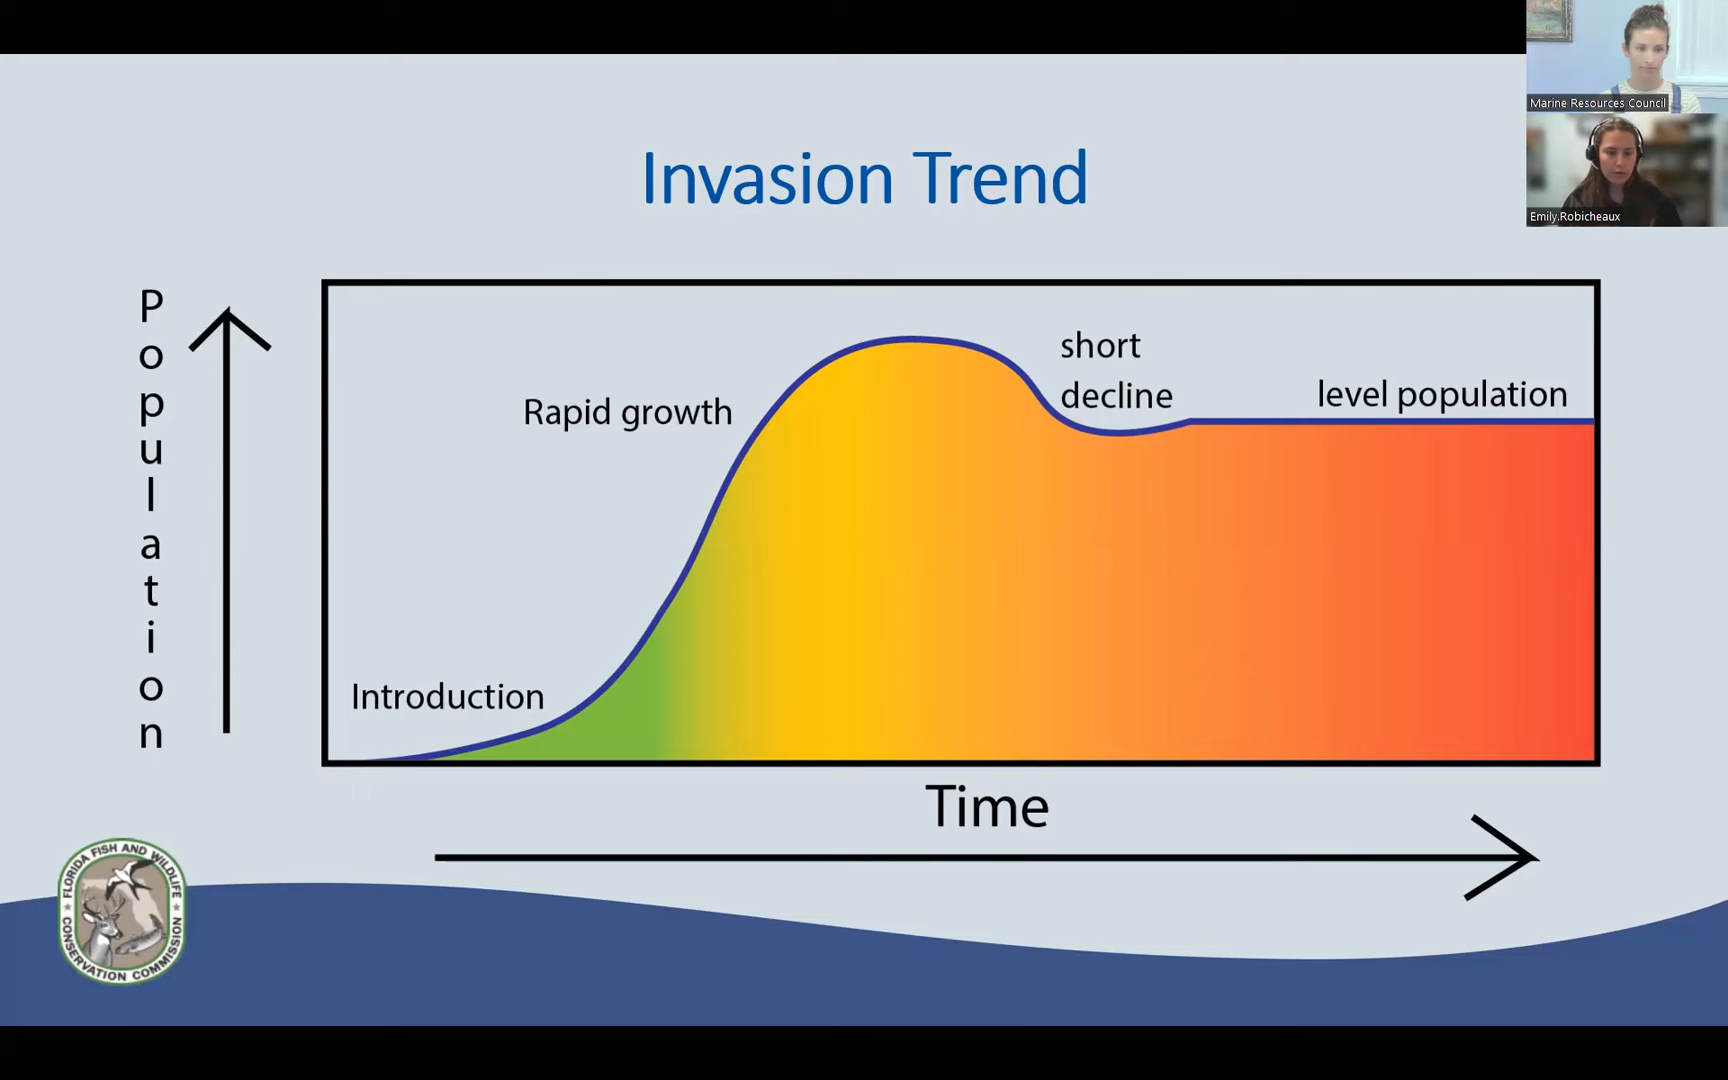 Marine Resources Council
Emily.Robicheaux
Invasion Trend
Population
short
decline
level population
Rapid growth
Introduction
Time
FLORIDA FISH AND WILDLIFE
CONSERVATION COMMISSION